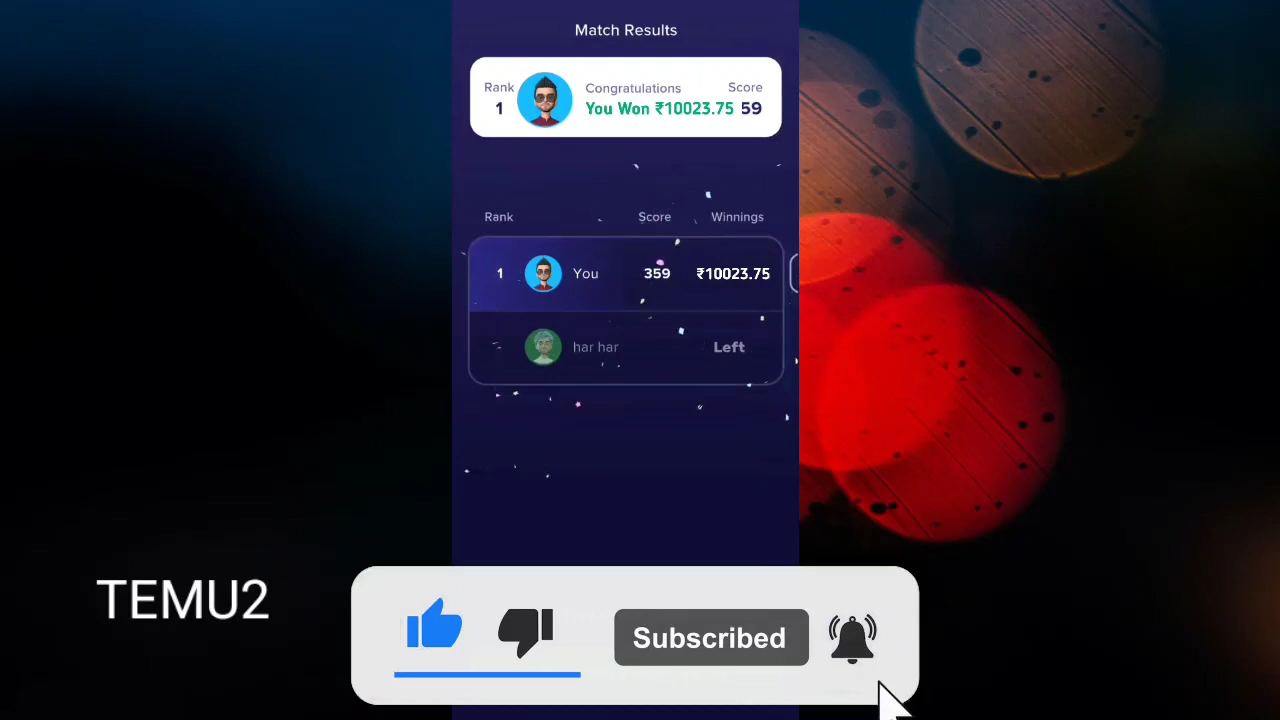 Match Results
Rank
Congratulations
Score
1
You Won ₹10023.75
59
Rank
Score
Winnings
1
You
359
₹10023.75
har har
Left
TEMU2
Subscribed